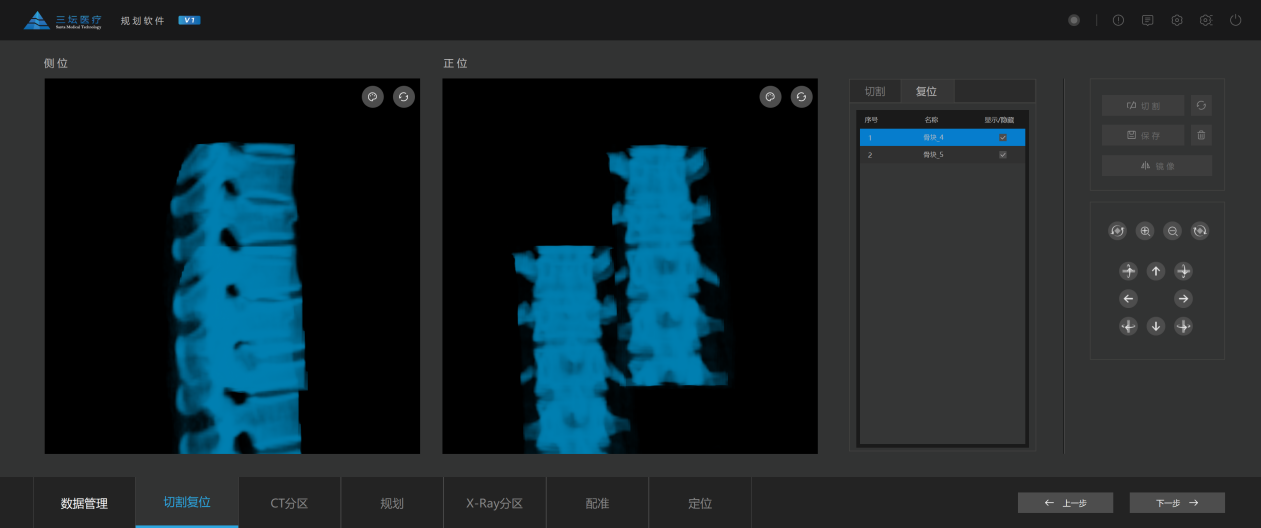 三坛医疗
Santa Medical Technology
规划软件
V1
侧位
正位
切割 复位
序号 名称 显示/隐藏
1 骨块_4
2 骨块_5
切割
保存
镜像
数据管理 切割复位 CT分区 规划 X-Ray分区 配准 定位
上一步 下一步